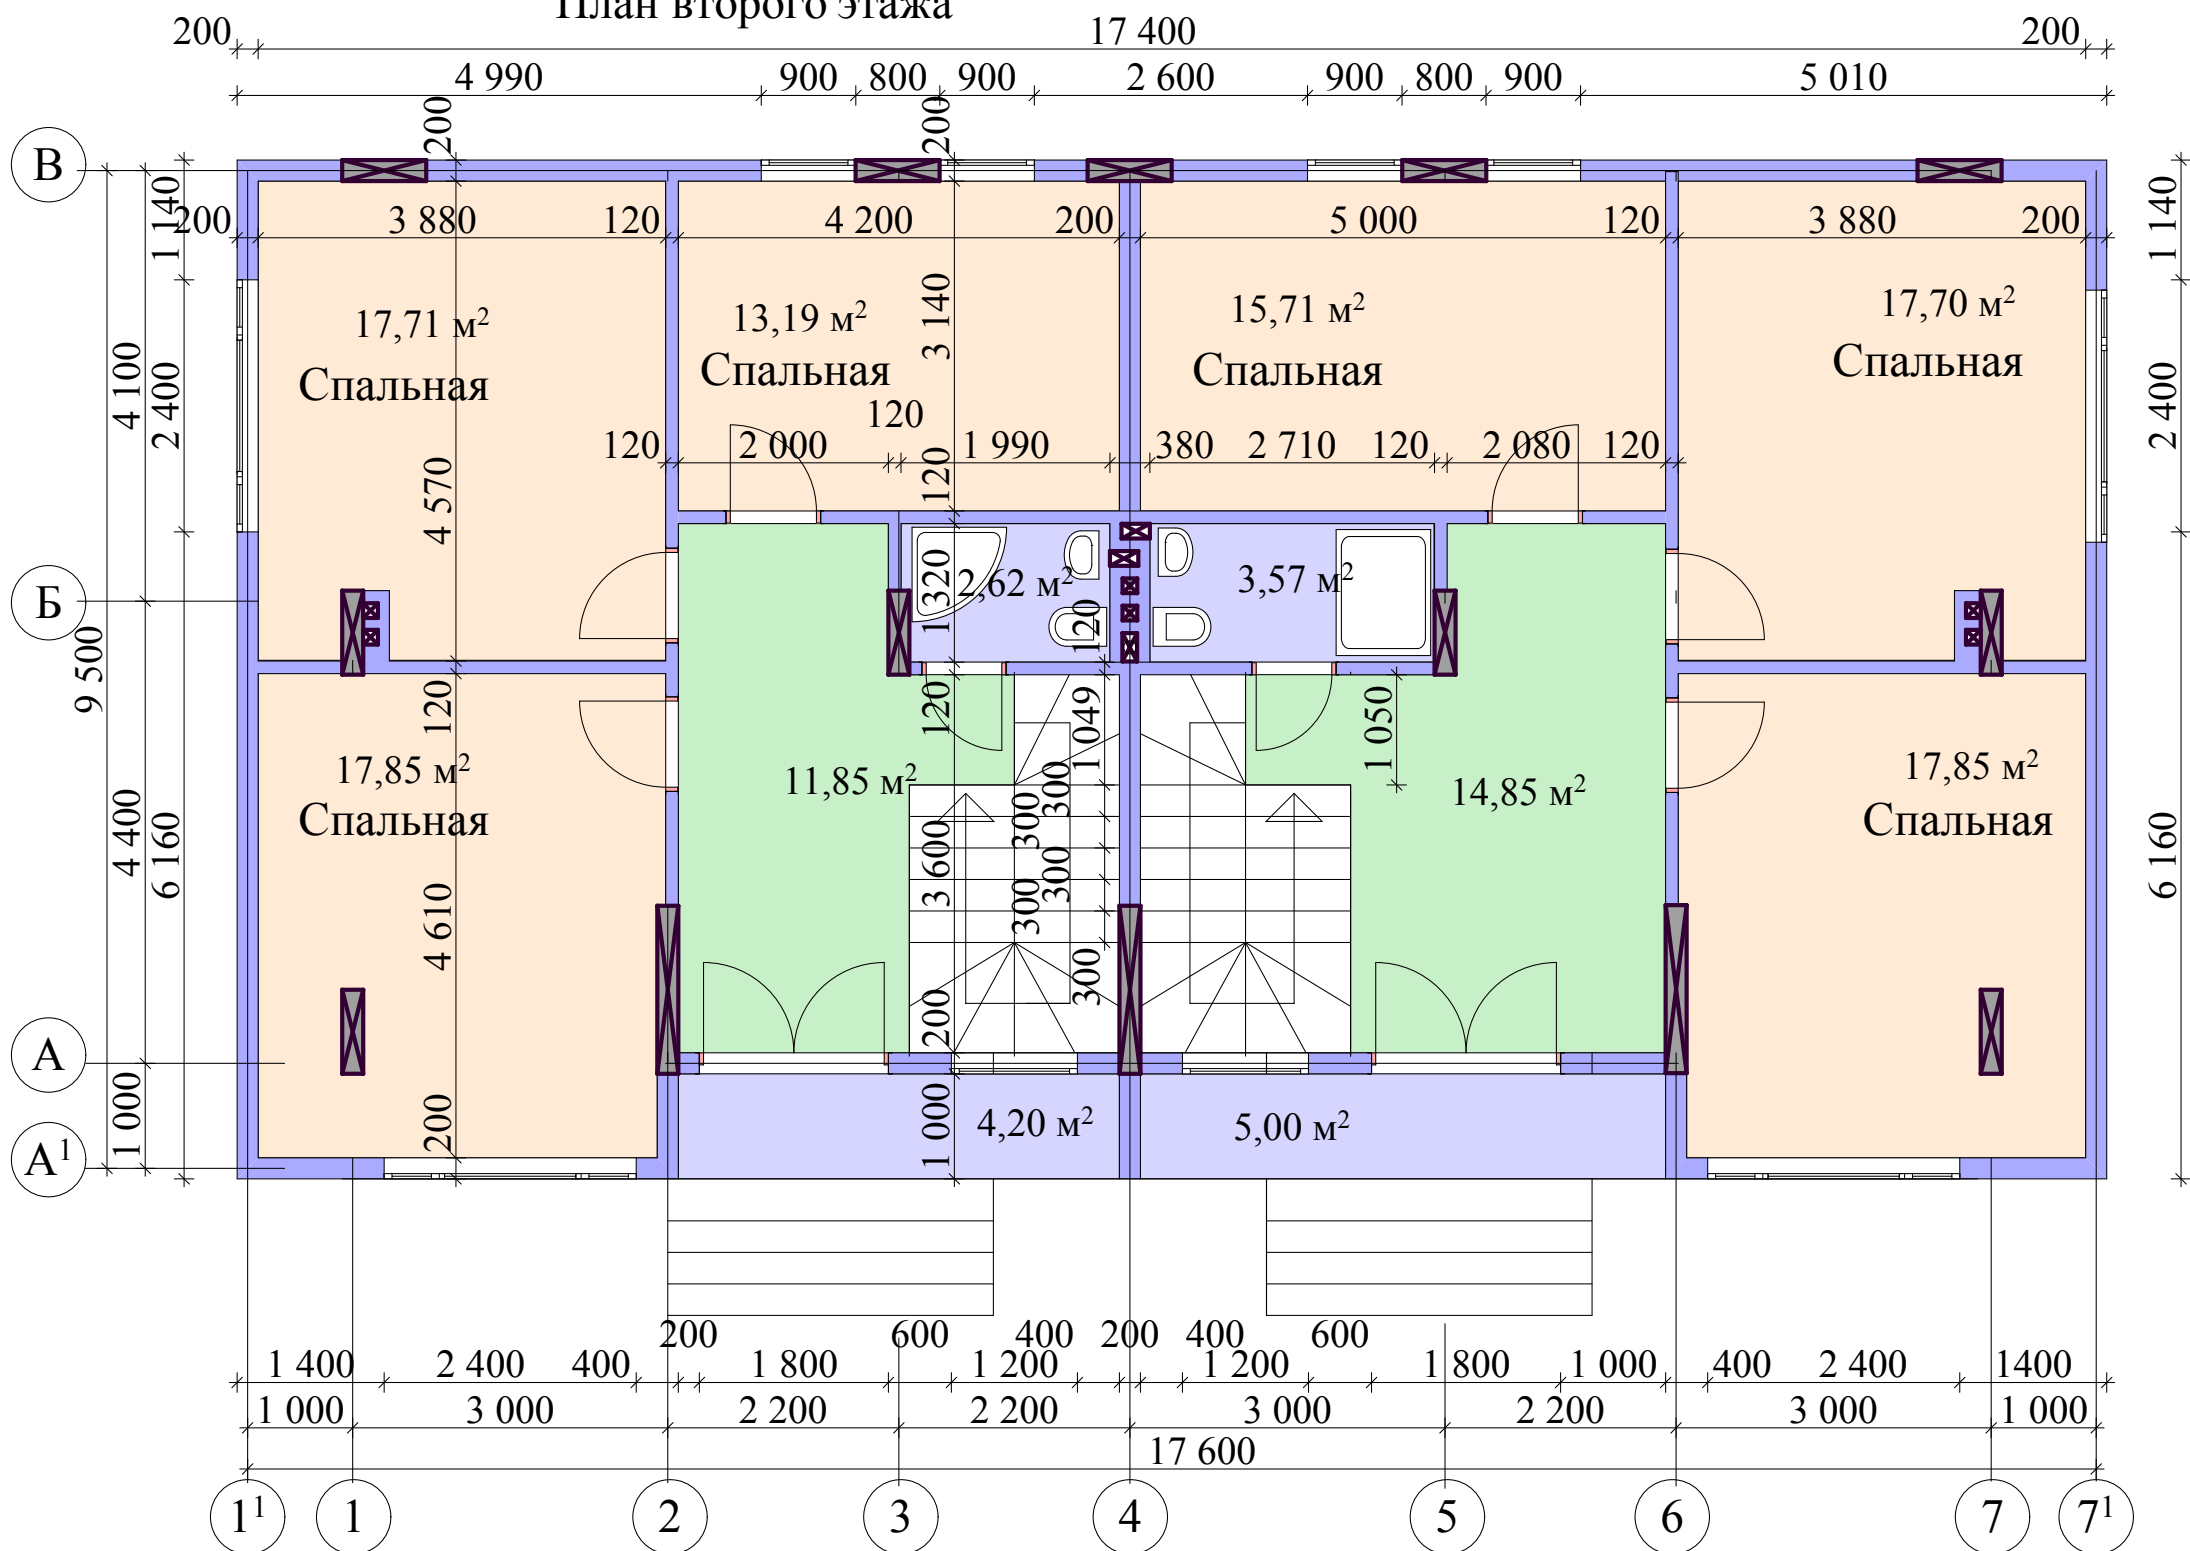 План второго этажа
200 17 400 200
4 990 900 800 900 2 600 900 800 900 5 010
200 200
В
1 140 1 140
200 3 880 120 4 200 200 5 000 120 3 880 200
17,71 м² 13,19 м² 15,71 м² 17,70 м²
Спальная Спальная Спальная Спальная
3 140
4 100 2 400 2 400
120
120 2 000 1 990 380 2 710 120 2 080 120
4 570 120
Б
1 320 2,62 м² 3,57 м²
120
9 500
120 120 1 049 1 050
17,85 м² 11,85 м² 14,85 м² 17,85 м²
Спальная Спальная
4 400 6 160 6 160
4 610 3 600 300 300 300 300
300
200
А
1 000 200 1 000 4,20 м² 5,00 м²
А¹
200 600 400 200 400 600
1 400 2 400 400 1 800 1 200 1 200 1 800 1 000 400 2 400 1400
1 000 3 000 2 200 2 200 3 000 2 200 3 000 1 000
17 600
1¹ 1 2 3 4 5 6 7 7¹